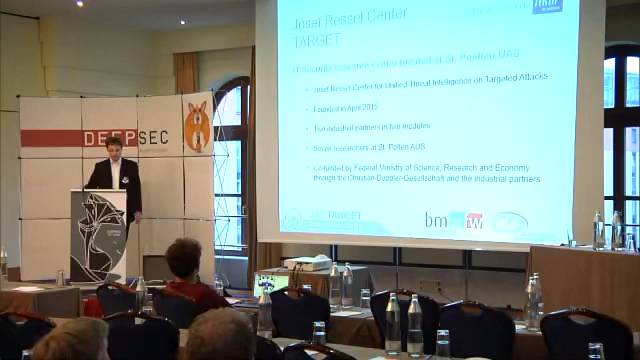 Josef Ressel Center
TARGET
IT Security research center located at St. Poelten UAS
Josef Ressel Center for Unified Threat Intelligence on Targeted Attacks
Founded in April 2015
Two industrial partners in two modules
Seven researchers at St. Pölten AUS
Co-funded by Federal Ministry of Science, Research and Economy
through the Christian-Doppler-Gesellschaft and the industrial partners
TARGET
DEEPSEC